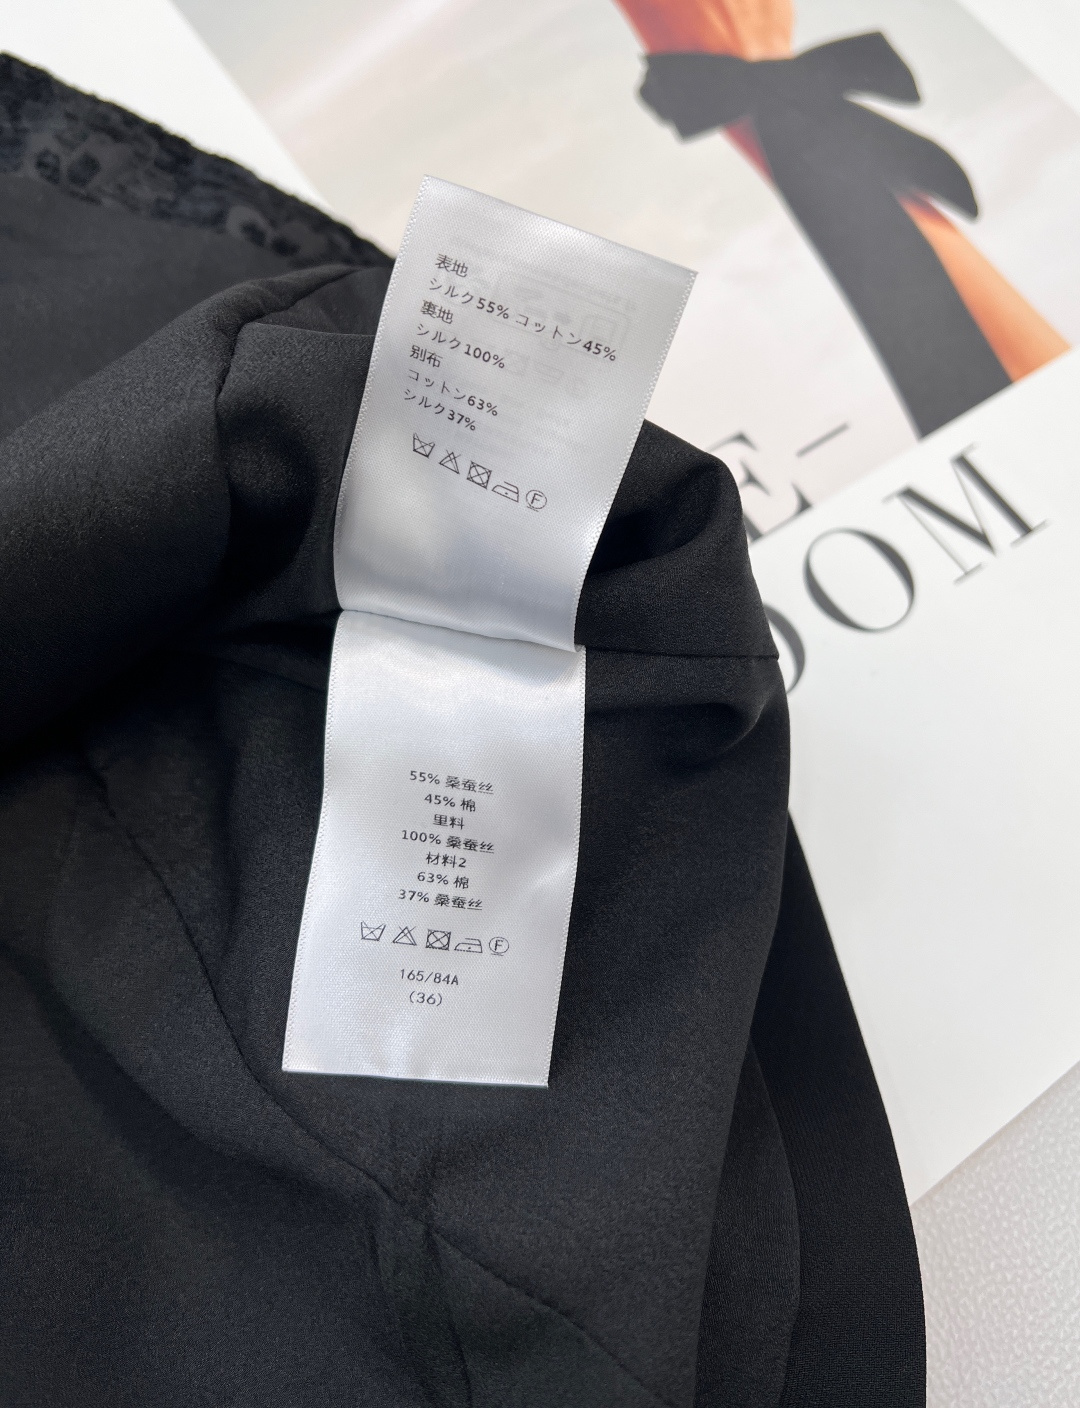 表地
シルク55% コットン45%
裏地
シルク100%
別布
コットン63%
シルク37%
F
55% 桑蚕丝
45% 棉
里料
100% 桑蚕丝
材料2
63% 棉
37% 桑蚕丝
F
165/84A
(36)
E-
OM